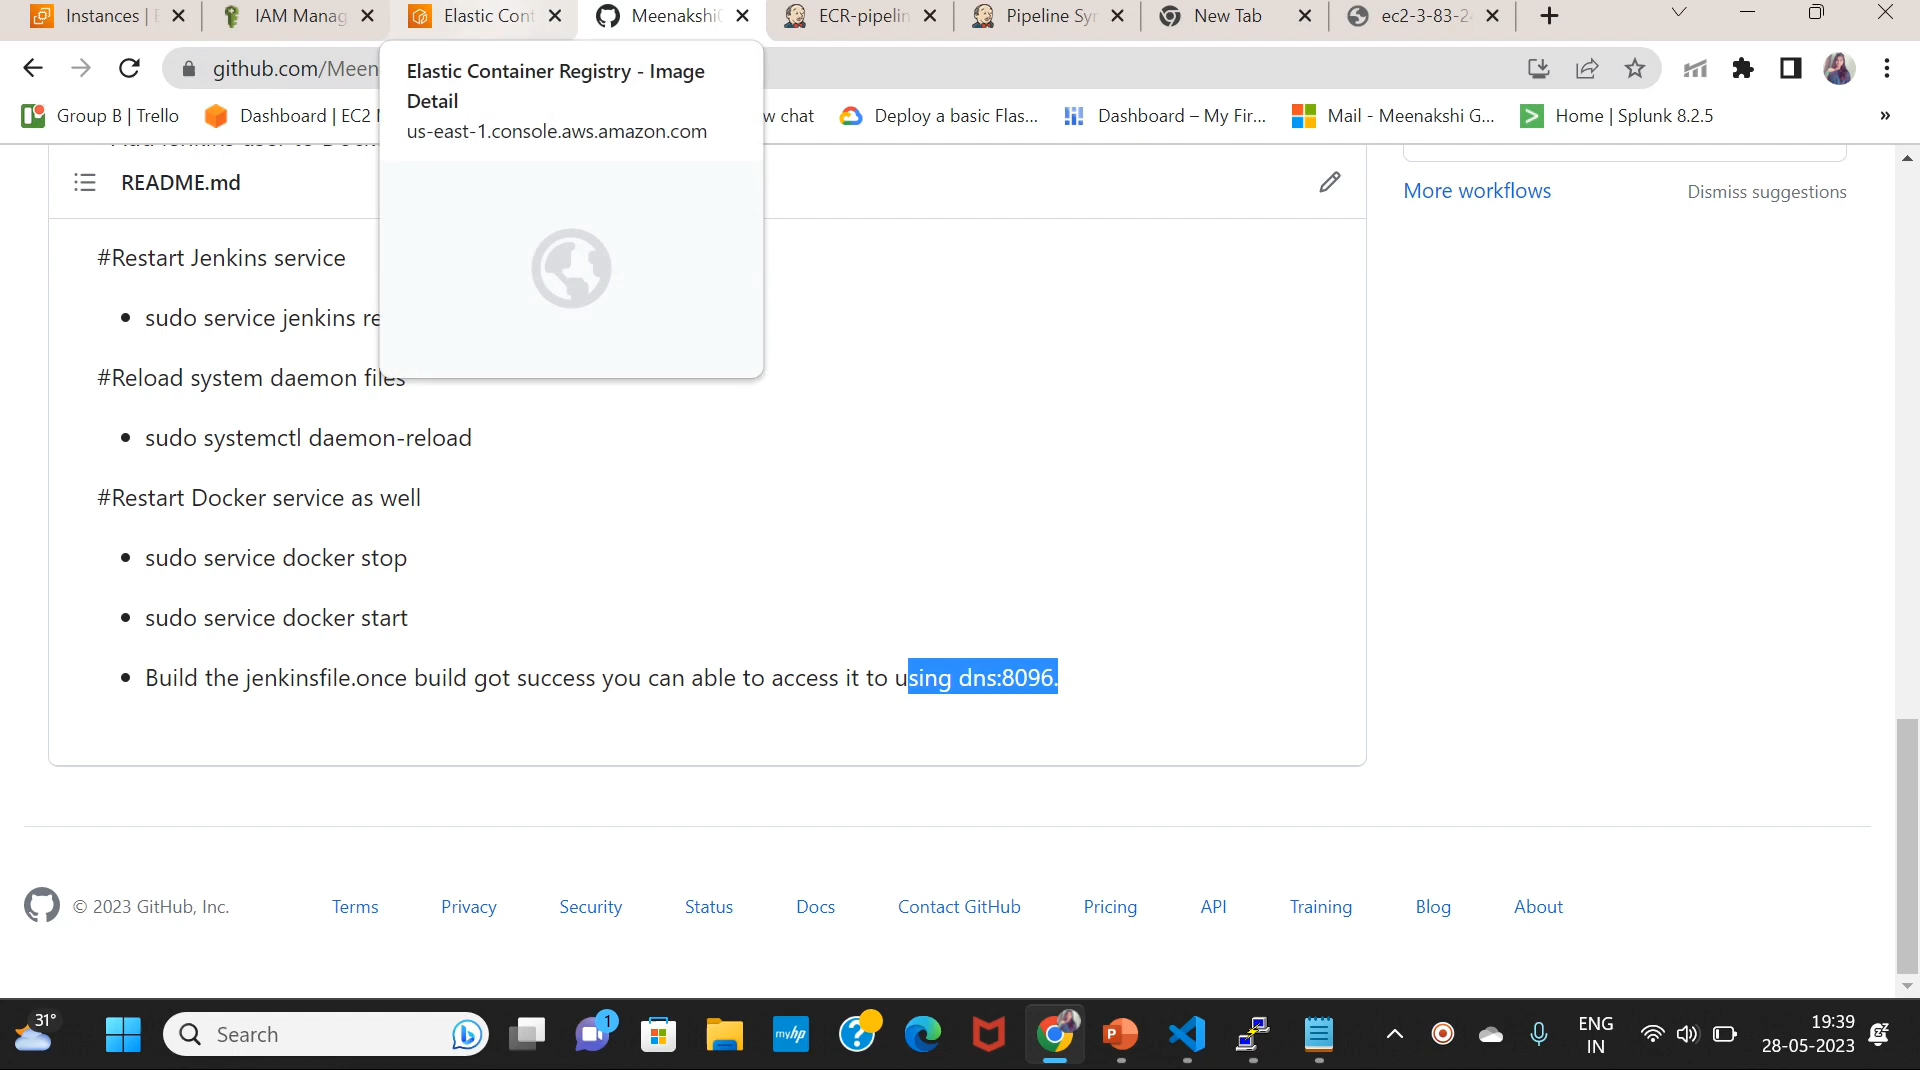 Instances | E
IAM Manag
Elastic Cont
Meenakshi
ECR-pipelin
Pipeline Syn
New Tab
ec2-3-83-2
github.com/Meen
Elastic Container Registry - Image
Detail
us-east-1.console.aws.amazon.com
Group B | Trello
Dashboard | EC2
w chat
Deploy a basic Flas...
Dashboard – My Fir...
Mail - Meenakshi G...
Home | Splunk 8.2.5
»
README.md
More workflows
Dismiss suggestions
#Restart Jenkins service
• sudo service jenkins re
#Reload system daemon files
• sudo systemctl daemon-reload
#Restart Docker service as well
• sudo service docker stop
• sudo service docker start
• Build the jenkinsfile.once build got success you can able to access it to using dns:8096.
© 2023 GitHub, Inc.
Terms
Privacy
Security
Status
Docs
Contact GitHub
Pricing
API
Training
Blog
About
31°
Search
1
myhp
ENG
IN
19:39
28-05-2023